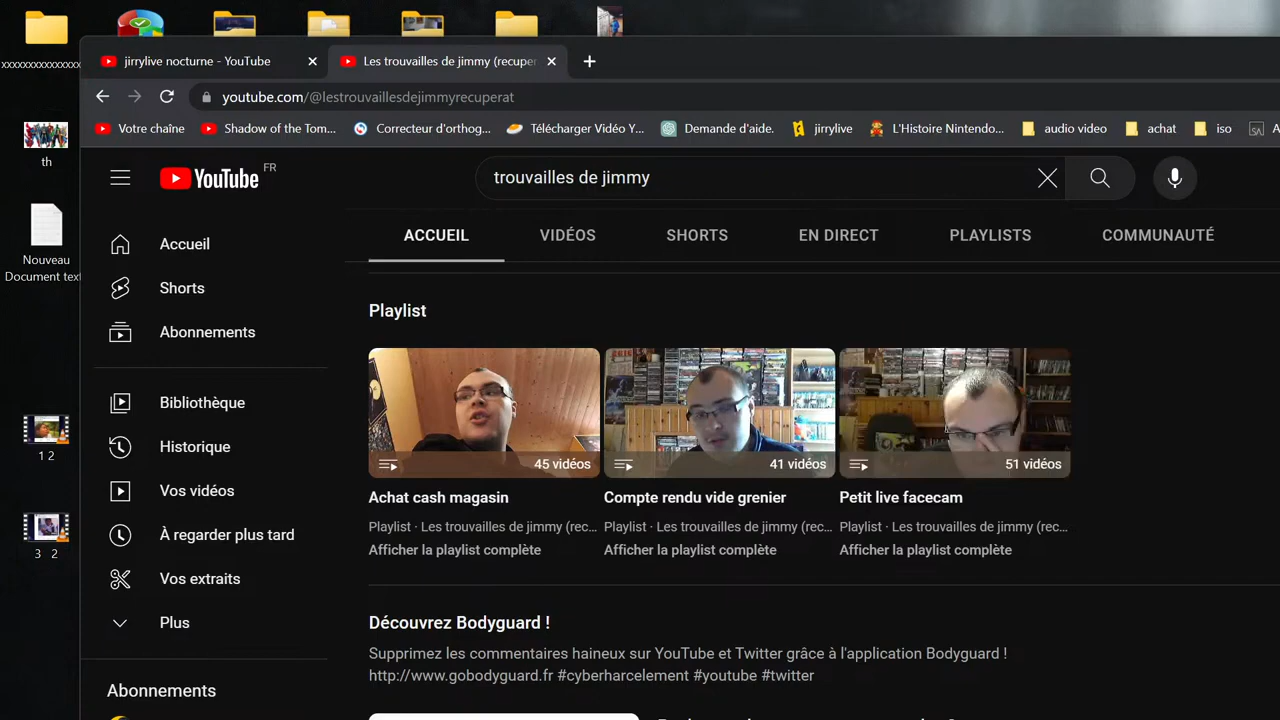 xxxxxxxxxxxxx
jirrylive nocturne - YouTube
Les trouvailles de jimmy (recuper
youtube.com/@lestrouvaillesdejimmyrecuperat
Votre chaîne
Shadow of the Tom...
Correcteur d'orthog...
Télécharger Vidéo Y...
Demande d'aide.
jirrylive
L'Histoire Nintendo...
audio video
achat
iso
SA
A
th
Nouveau
Document text
1 2
3 2
YouTube FR
trouvailles de jimmy
Accueil
Shorts
Abonnements
Bibliothèque
Historique
Vos vidéos
À regarder plus tard
Vos extraits
Plus
Abonnements
ACCUEIL
VIDÉOS
SHORTS
EN DIRECT
PLAYLISTS
COMMUNAUTÉ
Playlist
45 vidéos
Achat cash magasin
Playlist · Les trouvailles de jimmy (rec...
Afficher la playlist complète
41 vidéos
Compte rendu vide grenier
Playlist · Les trouvailles de jimmy (rec...
Afficher la playlist complète
51 vidéos
Petit live facecam
Playlist · Les trouvailles de jimmy (rec...
Afficher la playlist complète
Découvrez Bodyguard !
Supprimez les commentaires haineux sur YouTube et Twitter grâce à l'application Bodyguard !
http://www.gobodyguard.fr #cyberharcelement #youtube #twitter